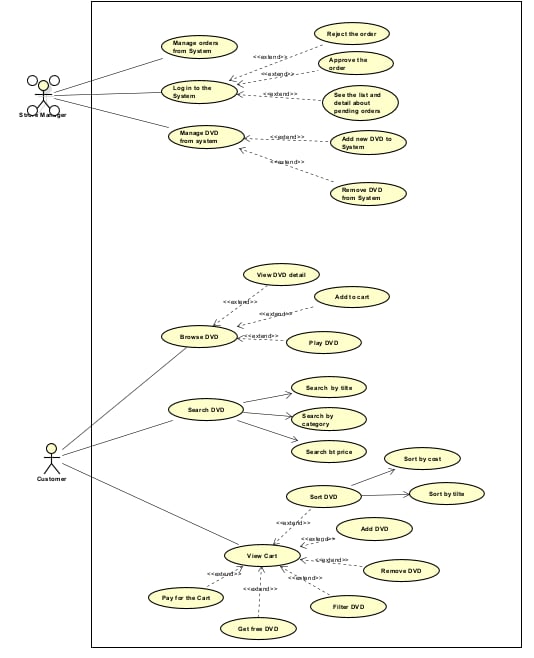 Reject the order
Manage orders
from System
<<extend>>
Approve the
order
<<extend>>
Log in to the
System
See the list and
detail about
pending orders
<<extend>>
Manager
Manage DVD
from system
<<extend>>
Add new DVD to
System
<<extend>>
Remove DVD
from System
View DVD detail
<<extend>>
Add to cart
<<extend>>
Browse DVD
<<extend>>
Play DVD
Search DVD
Search by tilte
Search by
category
Search bt price
Customer
Sort by cost
Sort DVD
Sort by tilte
<<extend>>
Add DVD
<<extend>>
View Cart
<<extend>>
Remove DVD
<<extend>>
<<extend>>
<<extend>>
Pay for the Cart
Filter DVD
Get free DVD